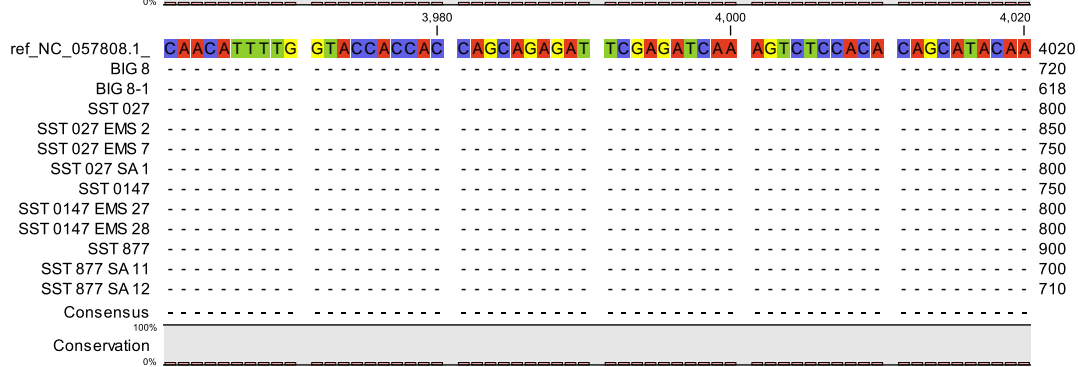 0%
3,980 4,000 4,020
ref_NC_057808.1_ CAACATTTTG GTACCACCAC CAGCAGAGAT TCGAGATCAA AGTCTCCACA CAGCATACAA 4020
BIG 8 - - - - - - - - - - - - - - - - - - - - - - - - - - - - - - - - - - - - - - - - - - - - - - - - - - - - - - - - - - - - 720
BIG 8-1 - - - - - - - - - - - - - - - - - - - - - - - - - - - - - - - - - - - - - - - - - - - - - - - - - - - - - - - - - - - - 618
SST 027 - - - - - - - - - - - - - - - - - - - - - - - - - - - - - - - - - - - - - - - - - - - - - - - - - - - - - - - - - - - - 800
SST 027 EMS 2 - - - - - - - - - - - - - - - - - - - - - - - - - - - - - - - - - - - - - - - - - - - - - - - - - - - - - - - - - - - - 850
SST 027 EMS 7 - - - - - - - - - - - - - - - - - - - - - - - - - - - - - - - - - - - - - - - - - - - - - - - - - - - - - - - - - - - - 750
SST 027 SA 1 - - - - - - - - - - - - - - - - - - - - - - - - - - - - - - - - - - - - - - - - - - - - - - - - - - - - - - - - - - - - 800
SST 0147 - - - - - - - - - - - - - - - - - - - - - - - - - - - - - - - - - - - - - - - - - - - - - - - - - - - - - - - - - - - - 750
SST 0147 EMS 27 - - - - - - - - - - - - - - - - - - - - - - - - - - - - - - - - - - - - - - - - - - - - - - - - - - - - - - - - - - - - 800
SST 0147 EMS 28 - - - - - - - - - - - - - - - - - - - - - - - - - - - - - - - - - - - - - - - - - - - - - - - - - - - - - - - - - - - - 800
SST 877 - - - - - - - - - - - - - - - - - - - - - - - - - - - - - - - - - - - - - - - - - - - - - - - - - - - - - - - - - - - - 900
SST 877 SA 11 - - - - - - - - - - - - - - - - - - - - - - - - - - - - - - - - - - - - - - - - - - - - - - - - - - - - - - - - - - - - 700
SST 877 SA 12 - - - - - - - - - - - - - - - - - - - - - - - - - - - - - - - - - - - - - - - - - - - - - - - - - - - - - - - - - - - - 710
Consensus - - - - - - - - - - - - - - - - - - - - - - - - - - - - - - - - - - - - - - - - - - - - - - - - - - - - - - - - - - - -
100%
Conservation
0%